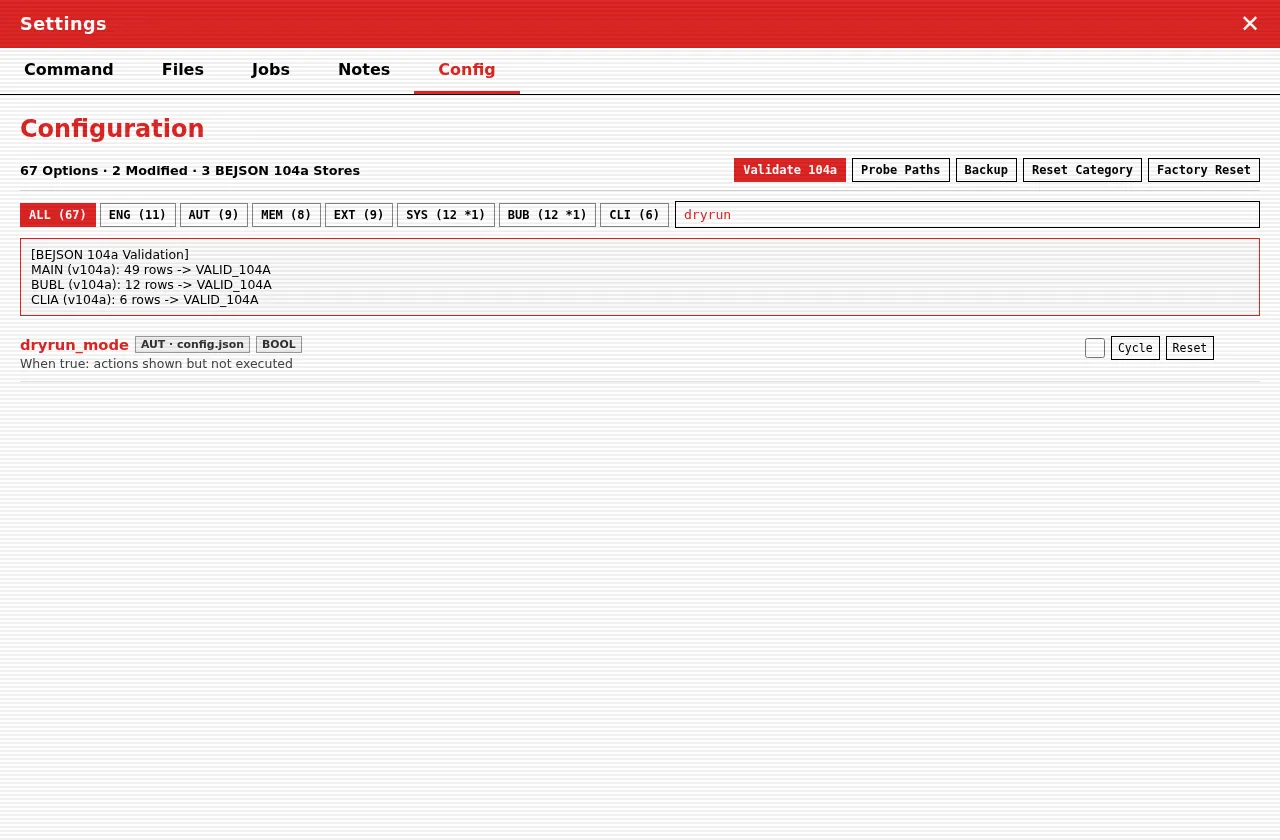 Settings ✕
Command Files Jobs Notes Config
Configuration
67 Options · 2 Modified · 3 BEJSON 104a Stores
Validate 104a Probe Paths Backup Reset Category Factory Reset
ALL (67) ENG (11) AUT (9) MEM (8) EXT (9) SYS (12 *1) BUB (12 *1) CLI (6) dryrun
[BEJSON 104a Validation]
MAIN (v104a): 49 rows -> VALID_104A
BUBL (v104a): 12 rows -> VALID_104A
CLIA (v104a): 6 rows -> VALID_104A
dryrun_mode AUT · config.json BOOL
Cycle Reset
When true: actions shown but not executed